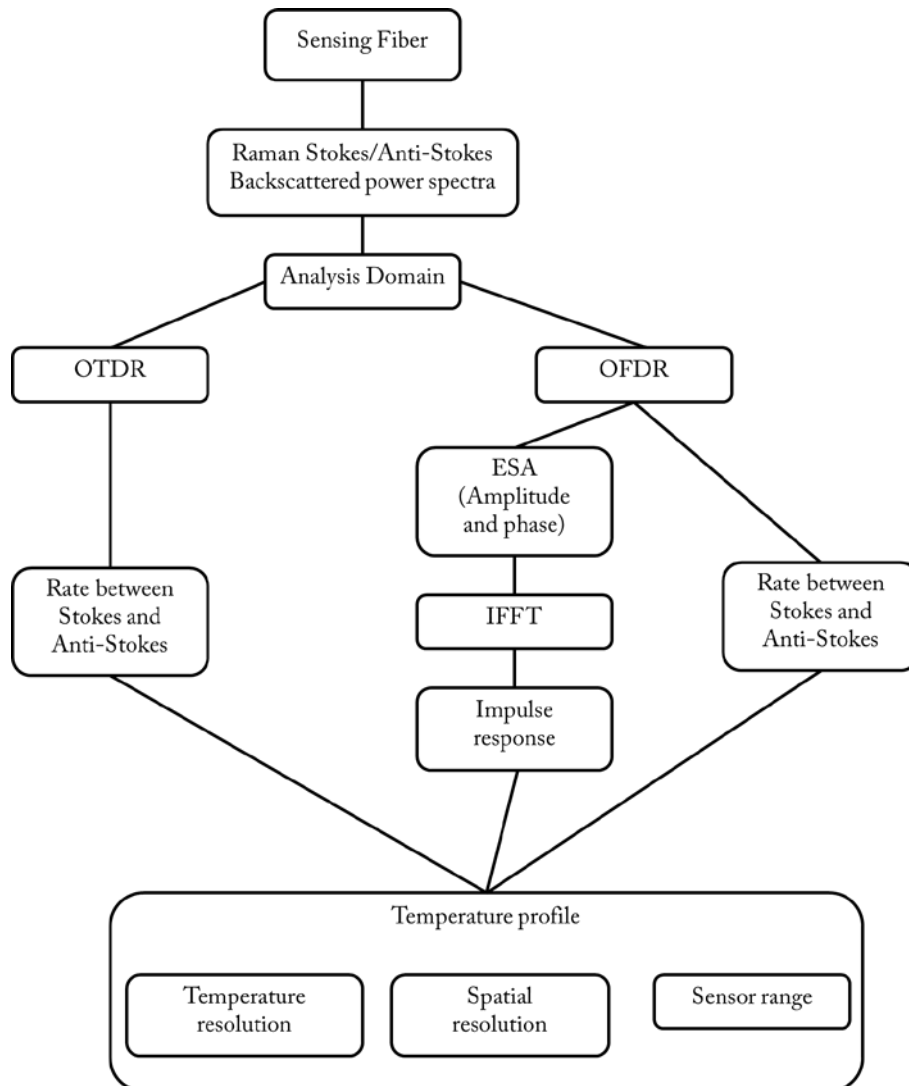 Sensing Fiber
Raman Stokes/Anti-Stokes
Backscattered power spectra
Analysis Domain
OTDR
OFDR
ESA
(Amplitude
and phase)
Rate between
Stokes and
Anti-Stokes
IFFT
Rate between
Stokes and
Anti-Stokes
Impulse
response
Temperature profile
Temperature
resolution
Spatial
resolution
Sensor range